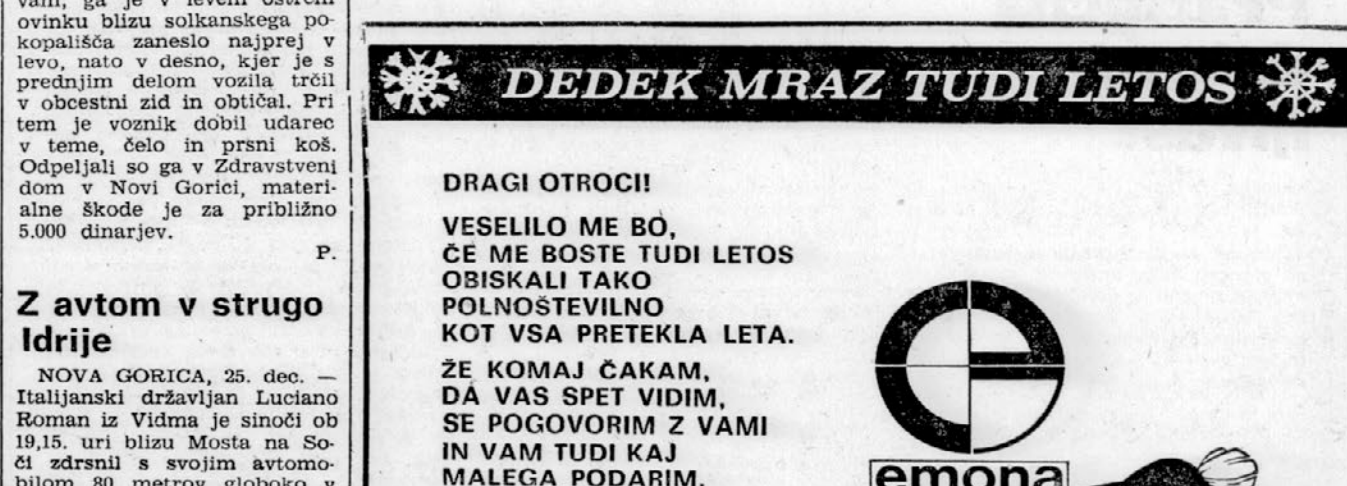 vam, ga je v levem ostrem
ovinku blizu solkanskega po-
kopališča zaneslo najprej v
levo, nato v desno, kjer je s
prednjim delom vozila trčil
v obcestni zid in obtičal. Pri
tem je voznik dobil udarec
v teme, čelo in prsni koš.
Odpeljali so ga v Zdravstveni
dom v Novi Gorici, materi-
alne škode je za približno
5.000 dinarjev.
P.
Z avtom v strugo
Idrije
NOVA GORICA, 25. dec. —
Italijanski državljan Luciano
Roman iz Vidma je sinoči ob
19,15. uri blizu Mosta na So-
či zdrsnil s svojim avtomo-
bilom 80 metrov globoko v
DEDEK MRAZ TUDI LETOS
DRAGI OTROCI!
VESELILO ME BO,
ČE ME BOSTE TUDI LETOS
OBISKALI TAKO
POLNOŠTEVILNO
KOT VSA PRETEKLA LETA.
ŽE KOMAJ ČAKAM,
DA VAS SPET VIDIM,
SE POGOVORIM Z VAMI
IN VAM TUDI KAJ
MALEGA PODARIM.
emona